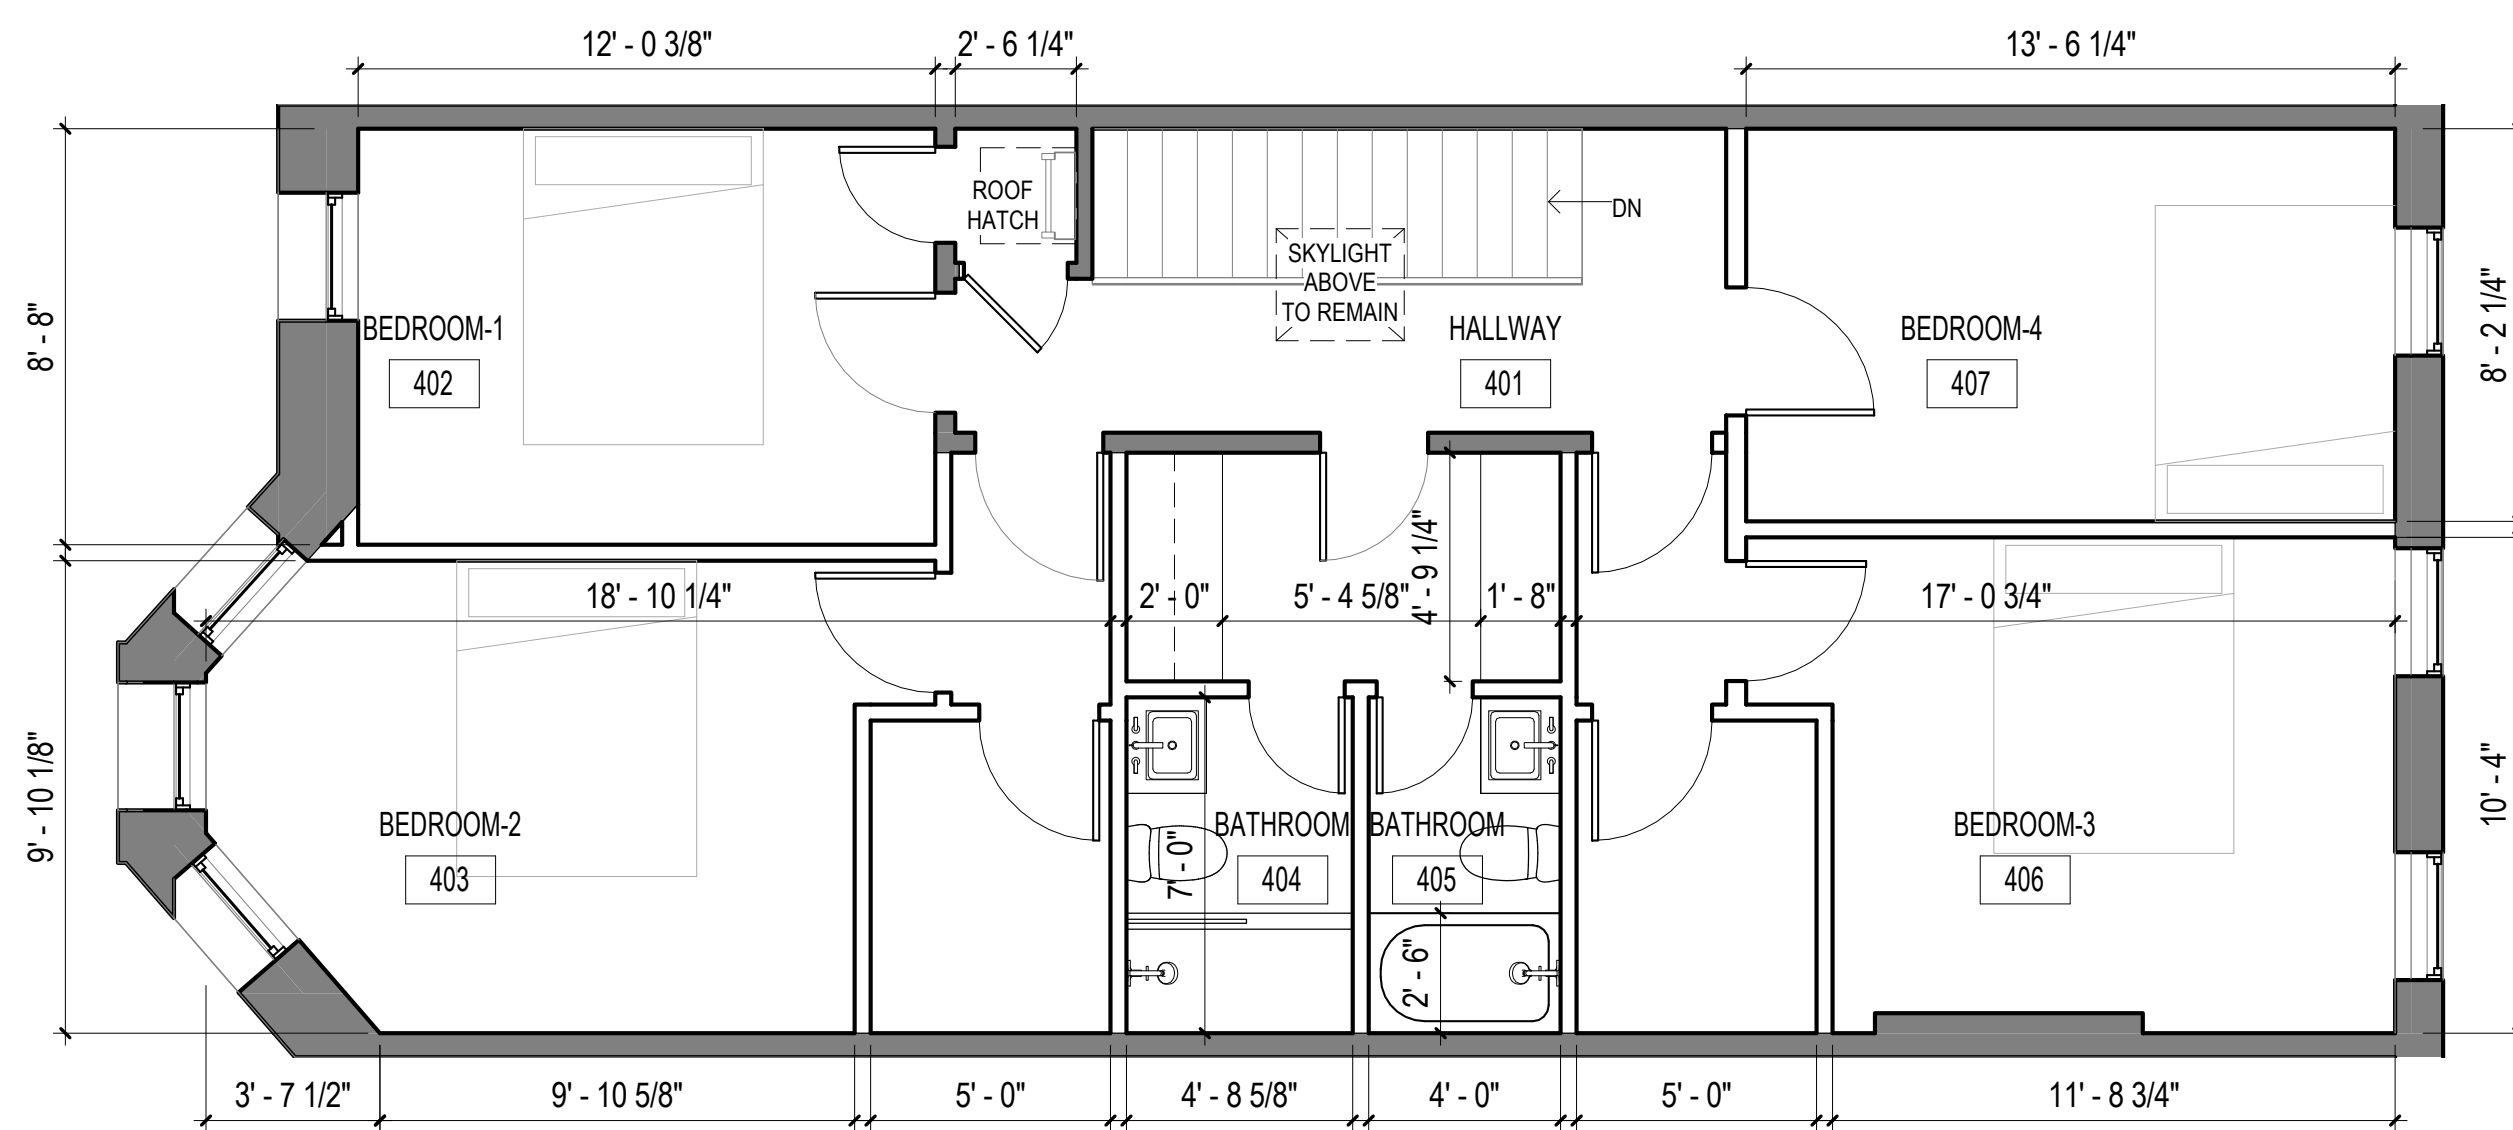 12' - 0 3/8"
2' - 6 1/4"
13' - 6 1/4"
ROOF
HATCH
DN
SKYLIGHT
ABOVE
TO REMAIN
8' - 8"
BEDROOM-1
402
HALLWAY
401
BEDROOM-4
407
8' - 2 1/4"
18' - 10 1/4"
2' - 0"
5' - 4 5/8"
4' - 9 1/4"
1' - 8"
17' - 0 3/4"
9' - 10 1/8"
BEDROOM-2
403
7' - 0"
BATHROOM
404
BATHROOM
405
2' - 6"
BEDROOM-3
406
10' - 4"
3' - 7 1/2"
9' - 10 5/8"
5' - 0"
4' - 8 5/8"
4' - 0"
5' - 0"
11' - 8 3/4"